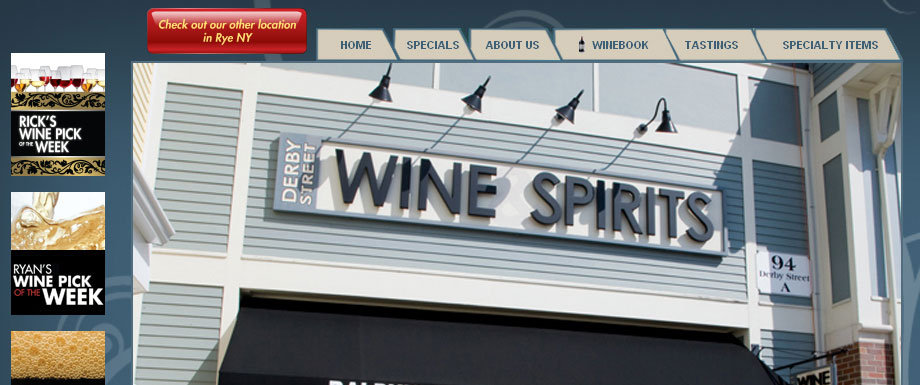 Check out our other location
in Rye NY
HOME
SPECIALS
ABOUT US
WINEBOOK
TASTINGS
SPECIALTY ITEMS
RICK'S
WINE PICK
OF THE WEEK
RYAN'S
WINE PICK
OF THE WEEK
DERBY
STREET
WINE SPIRITS
94
Derby Street
A
WINE